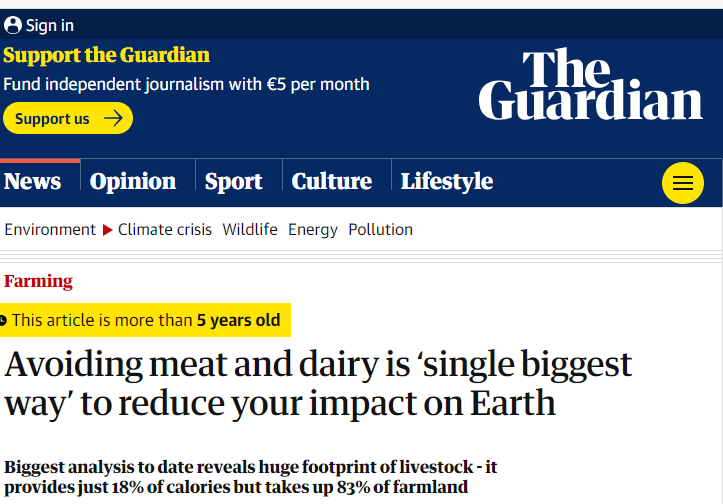 Sign in
Support the Guardian
Fund independent journalism with €5 per month
Support us
The
Guardian
News
Opinion
Sport
Culture
Lifestyle
Environment
Climate crisis
Wildlife
Energy
Pollution
Farming
This article is more than 5 years old
Avoiding meat and dairy is ‘single biggest
way’ to reduce your impact on Earth
Biggest analysis to date reveals huge footprint of livestock - it
provides just 18% of calories but takes up 83% of farmland